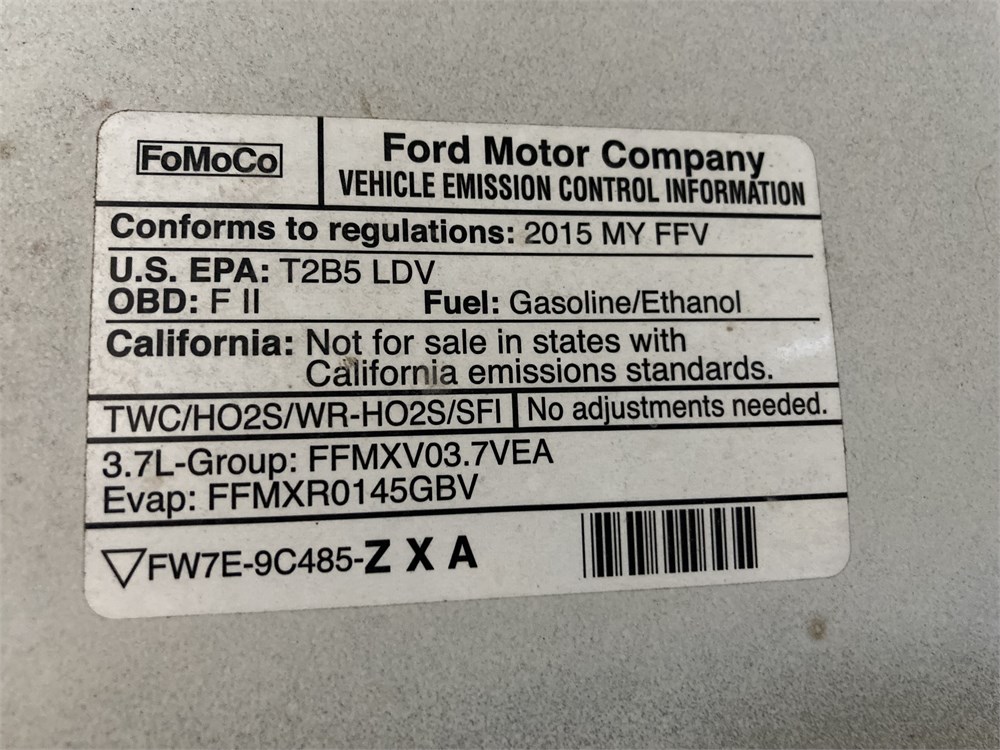 FoMoCo
Ford Motor Company
VEHICLE EMISSION CONTROL INFORMATION
Conforms to regulations: 2015 MY FFV
U.S. EPA: T2B5 LDV
OBD: F II Fuel: Gasoline/Ethanol
California: Not for sale in states with
California emissions standards.
TWC/HO2S/WR-HO2S/SFI No adjustments needed.
3.7L-Group: FFMXV03.7VEA
Evap: FFMXR0145GBV
FW7E-9C485-Z X A